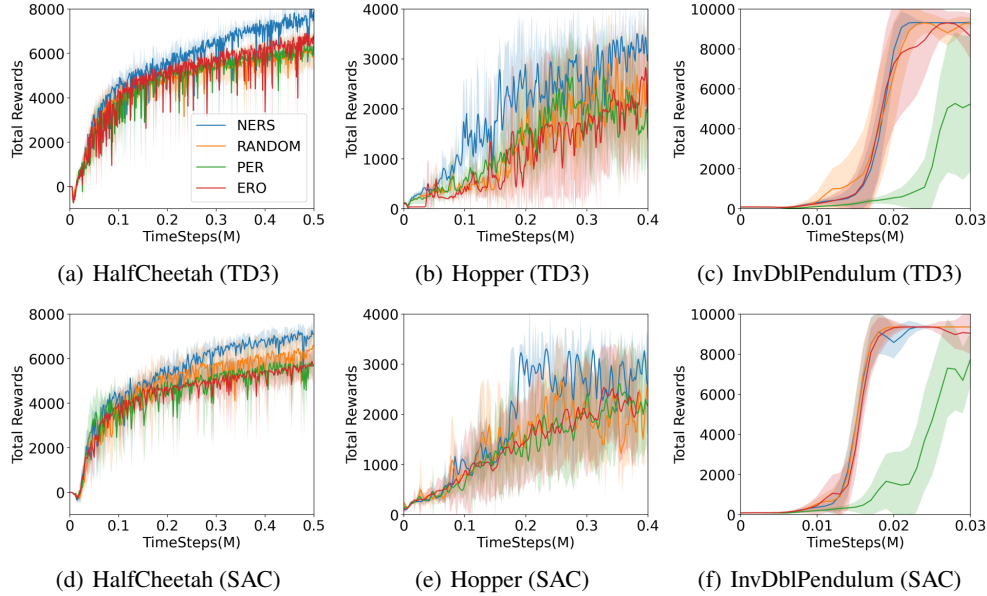 8000
6000
4000
2000
0
Total Rewards
NERS
RANDOM
PER
ERO
0 0.1 0.2 0.3 0.4 0.5
TimeSteps(M)
(a) HalfCheetah (TD3)
4000
3000
2000
1000
0
Total Rewards
0 0.1 0.2 0.3 0.4
TimeSteps(M)
(b) Hopper (TD3)
10000
8000
6000
4000
2000
0
Total Rewards
0 0.01 0.02 0.03
TimeSteps(M)
(c) InvDblPendulum (TD3)
8000
6000
4000
2000
0
Total Rewards
0 0.1 0.2 0.3 0.4 0.5
TimeSteps(M)
(d) HalfCheetah (SAC)
4000
3000
2000
1000
0
Total Rewards
0 0.1 0.2 0.3 0.4
TimeSteps(M)
(e) Hopper (SAC)
10000
8000
6000
4000
2000
0
Total Rewards
0 0.01 0.02 0.03
TimeSteps(M)
(f) InvDblPendulum (SAC)